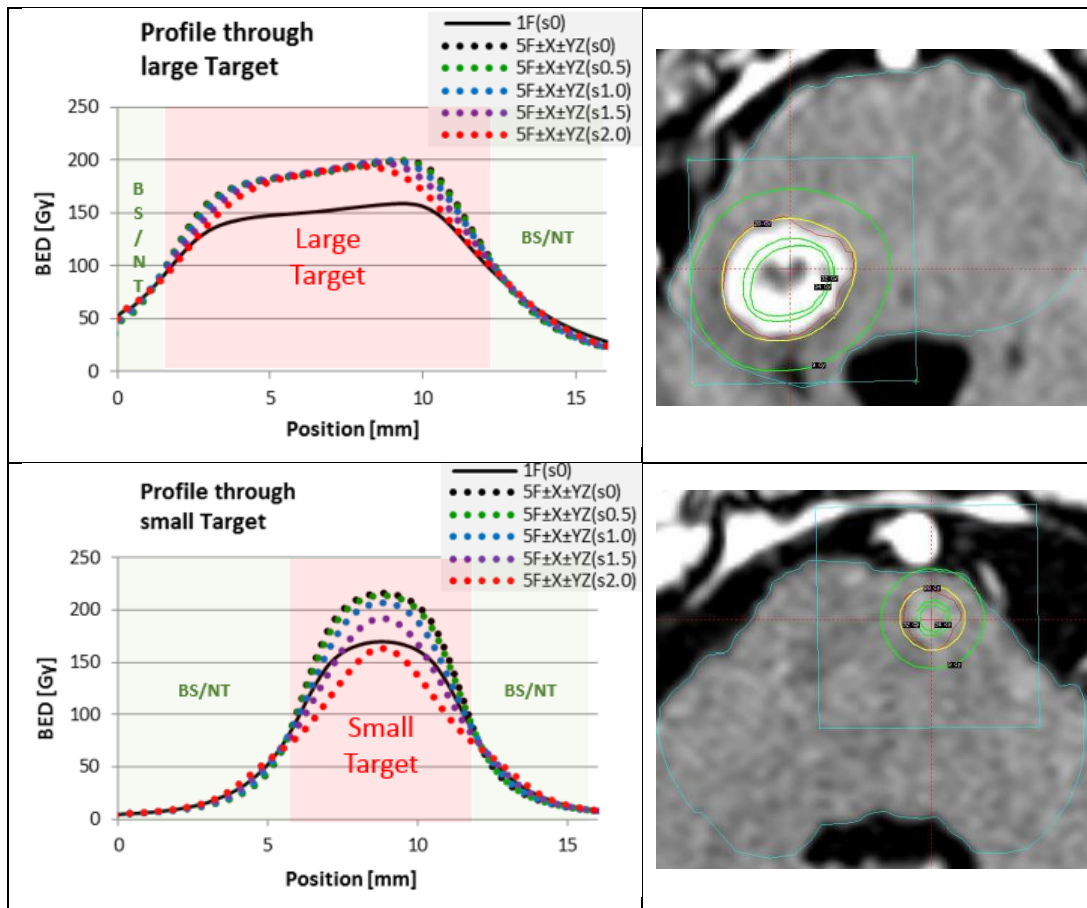 Profile through
large Target
1F(s0)
5F±X±YZ(s0)
5F±X±YZ(s0.5)
5F±X±YZ(s1.0)
5F±X±YZ(s1.5)
5F±X±YZ(s2.0)
250
200
150
100
50
0
BED [Gy]
B
S
/
N
T
Large
Target
BS/NT
0
5
10
15
Position [mm]
Profile through
small Target
1F(s0)
5F±X±YZ(s0)
5F±X±YZ(s0.5)
5F±X±YZ(s1.0)
5F±X±YZ(s1.5)
5F±X±YZ(s2.0)
250
200
150
100
50
0
BED [Gy]
BS/NT
Small
Target
BS/NT
0
5
10
15
Position [mm]